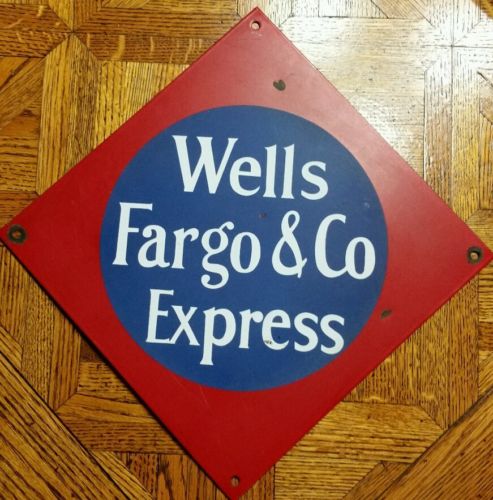 Wells
Fargo & Co
Express